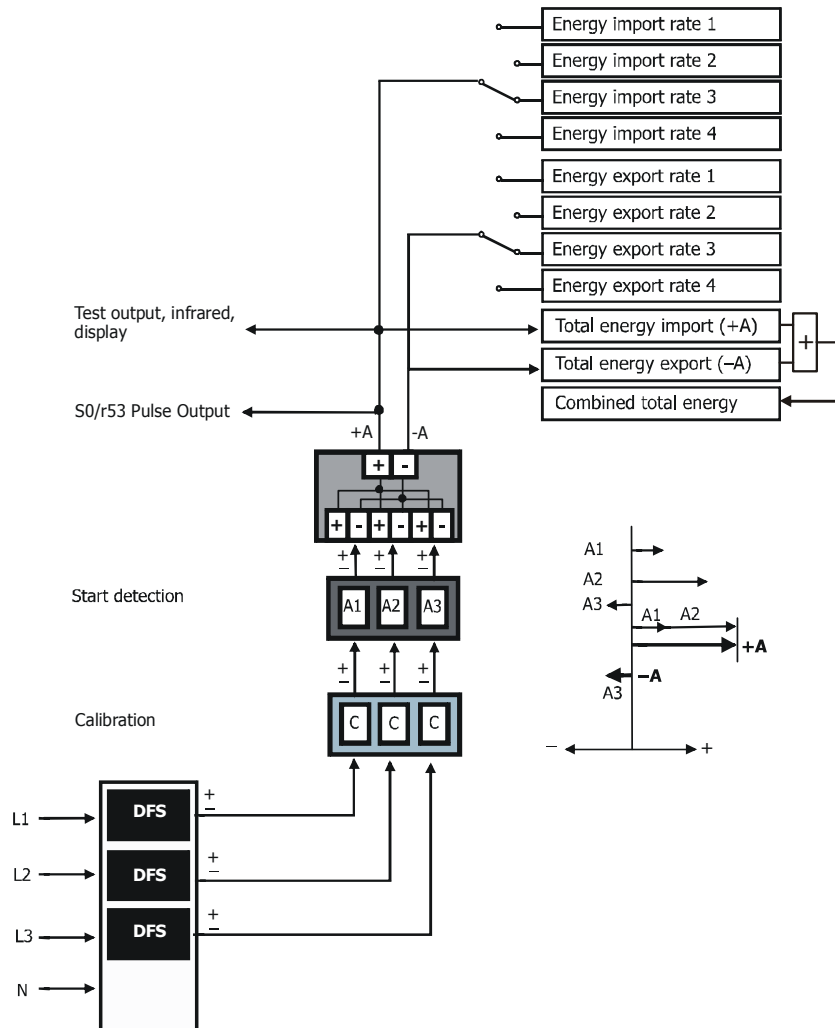 Energy import rate 1
Energy import rate 2
Energy import rate 3
Energy import rate 4
Energy export rate 1
Energy export rate 2
Energy export rate 3
Energy export rate 4
Test output, infrared,
display
Total energy import (+A)
+
Total energy export (–A)
S0/r53 Pulse Output
Combined total energy
+A -A
+ -
+ - + - + -
+ – + – + –
Start detection
A1 A2 A3
+ – + – + –
Calibration
C C C
A1
A2
A3
A1 A2
+A
–A
A3
– +
L1
DFS
+ –
L2
DFS
+ –
L3
DFS
+ –
N